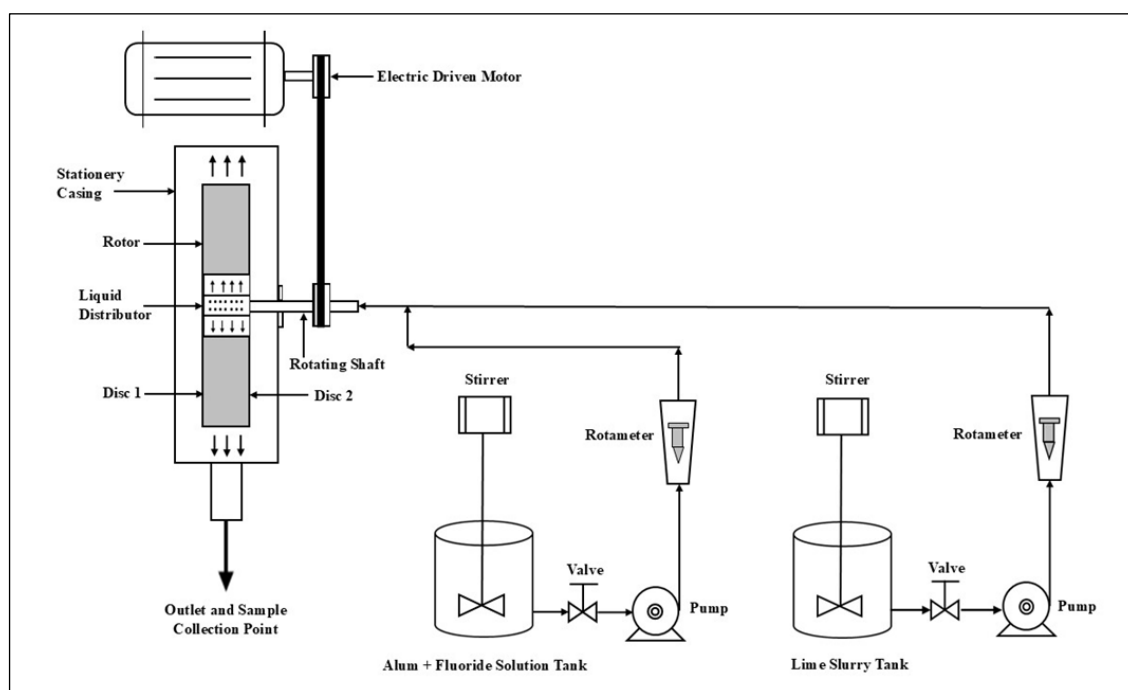 Electric Driven Motor
Stationery
Casing
Rotor
Liquid
Distributor
Rotating Shaft
Disc 1
Disc 2
Stirrer
Stirrer
Rotameter
Rotameter
Valve
Valve
Pump
Pump
Outlet and Sample
Collection Point
Alum + Fluoride Solution Tank
Lime Slurry Tank